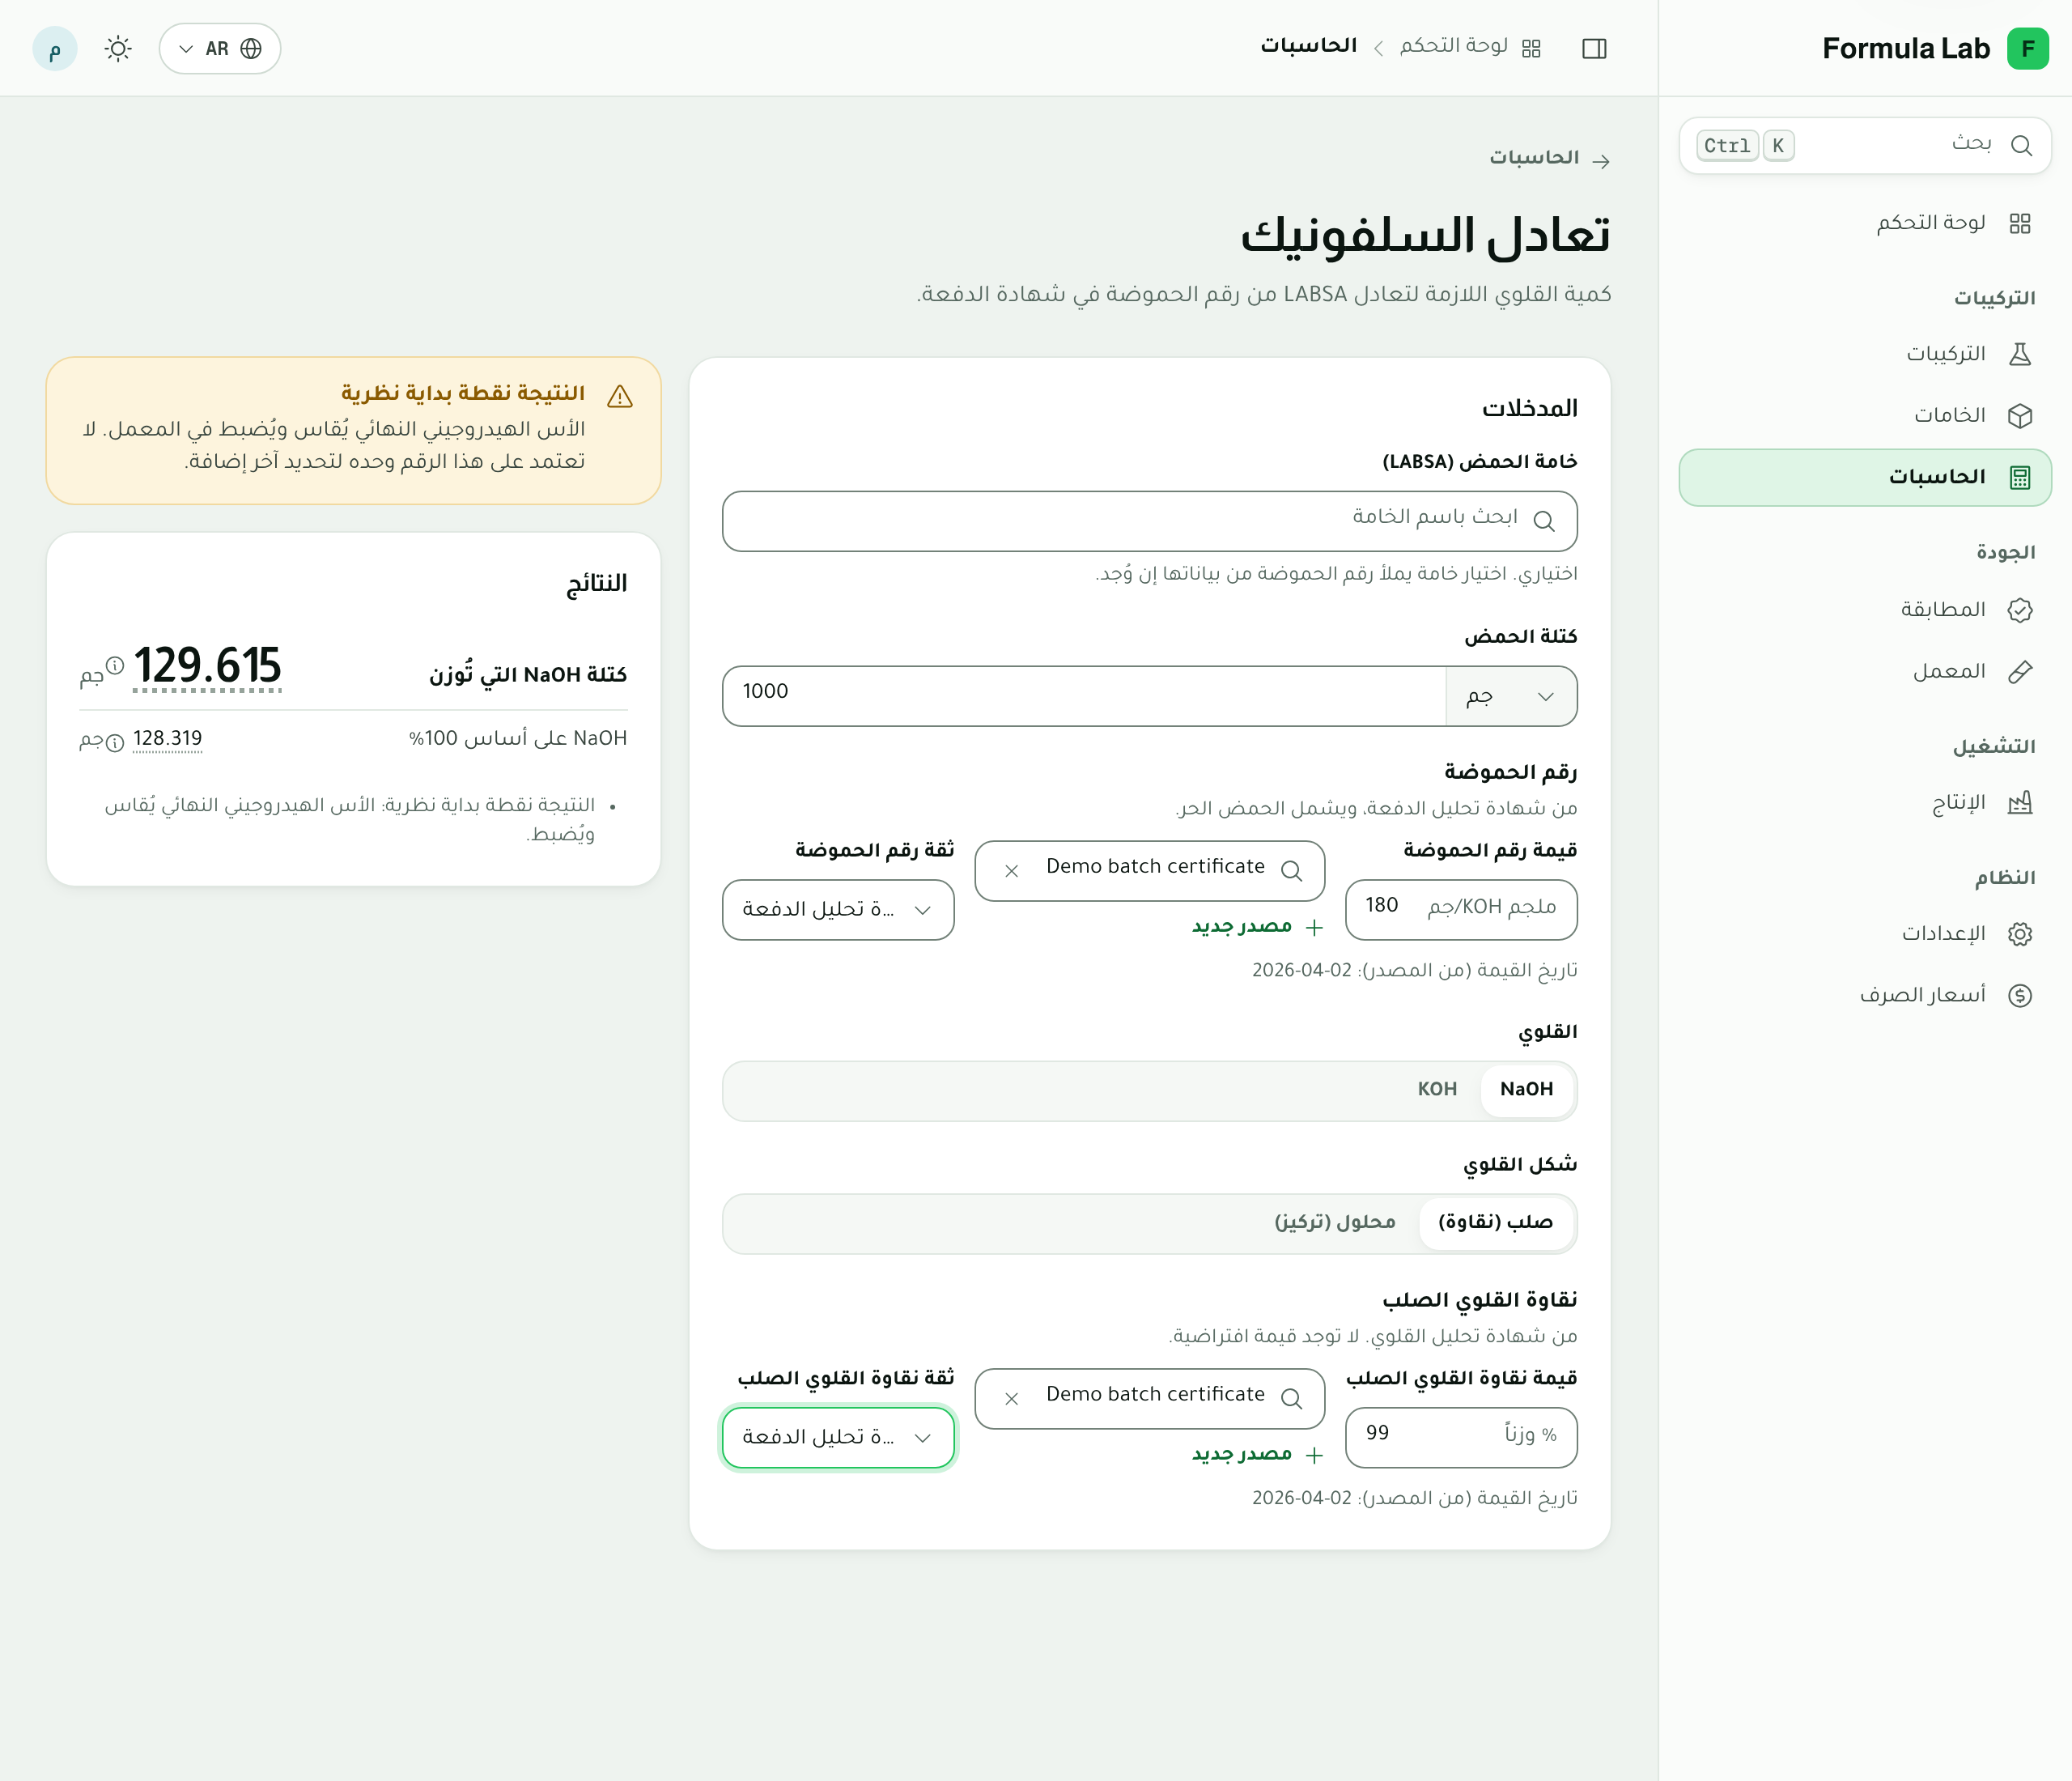 F
Formula Lab
لوحة التحكم
الحاسبات
AR
م
بحث
Ctrl K
لوحة التحكم
التركيبات
التركيبات
الخامات
الحاسبات
الجودة
المطابقة
المعمل
التشغيل
الإنتاج
النظام
الإعدادات
أسعار الصرف
الحاسبات
تعادل السلفونيك
كمية القلوي اللازمة لتعادل LABSA من رقم الحموضة في شهادة الدفعة.
المدخلات
خامة الحمض (LABSA)
ابحث باسم الخامة
اختياري. اختيار خامة يملأ رقم الحموضة من بياناتها إن وُجد.
كتلة الحمض
جم
1000
رقم الحموضة
من شهادة تحليل الدفعة، ويشمل الحمض الحر.
قيمة رقم الحموضة
ملجم KOH/جم
180
Demo batch certificate
مصدر جديد
ثقة رقم الحموضة
...ة تحليل الدفعة
تاريخ القيمة (من المصدر): 2026-04-02
القلوي
NaOH
KOH
شكل القلوي
صلب (نقاوة)
محلول (تركيز)
نقاوة القلوي الصلب
من شهادة تحليل القلوي. لا توجد قيمة افتراضية.
قيمة نقاوة القلوي الصلب
% وزناً
99
Demo batch certificate
مصدر جديد
ثقة نقاوة القلوي الصلب
...ة تحليل الدفعة
تاريخ القيمة (من المصدر): 2026-04-02
النتيجة نقطة بداية نظرية
الأس الهيدروجيني النهائي يُقاس ويُضبط في المعمل. لا
تعتمد على هذا الرقم وحده لتحديد آخر إضافة.
النتائج
كتلة NaOH التي تُوزن
129.615 جم
NaOH على أساس 100%
128.319 جم
• النتيجة نقطة بداية نظرية: الأس الهيدروجيني النهائي يُقاس
ويُضبط.